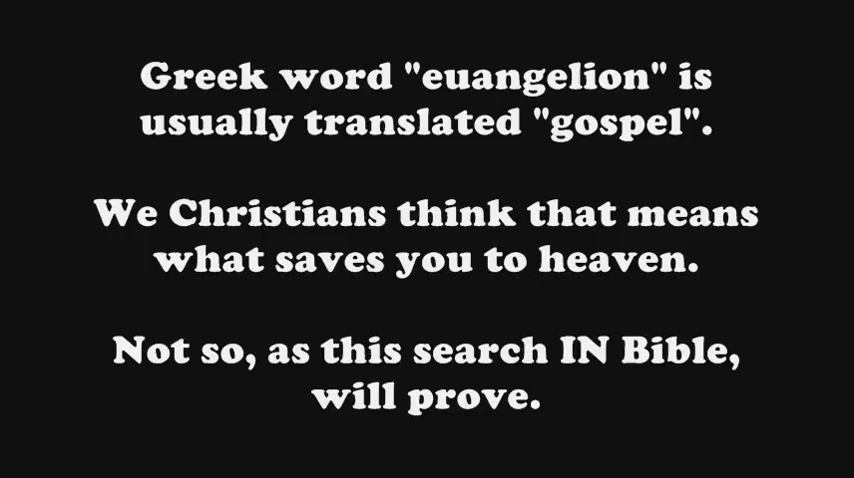 Greek word "euangelion" is
usually translated "gospel".
We Christians think that means
what saves you to heaven.
Not so, as this search IN Bible,
will prove.